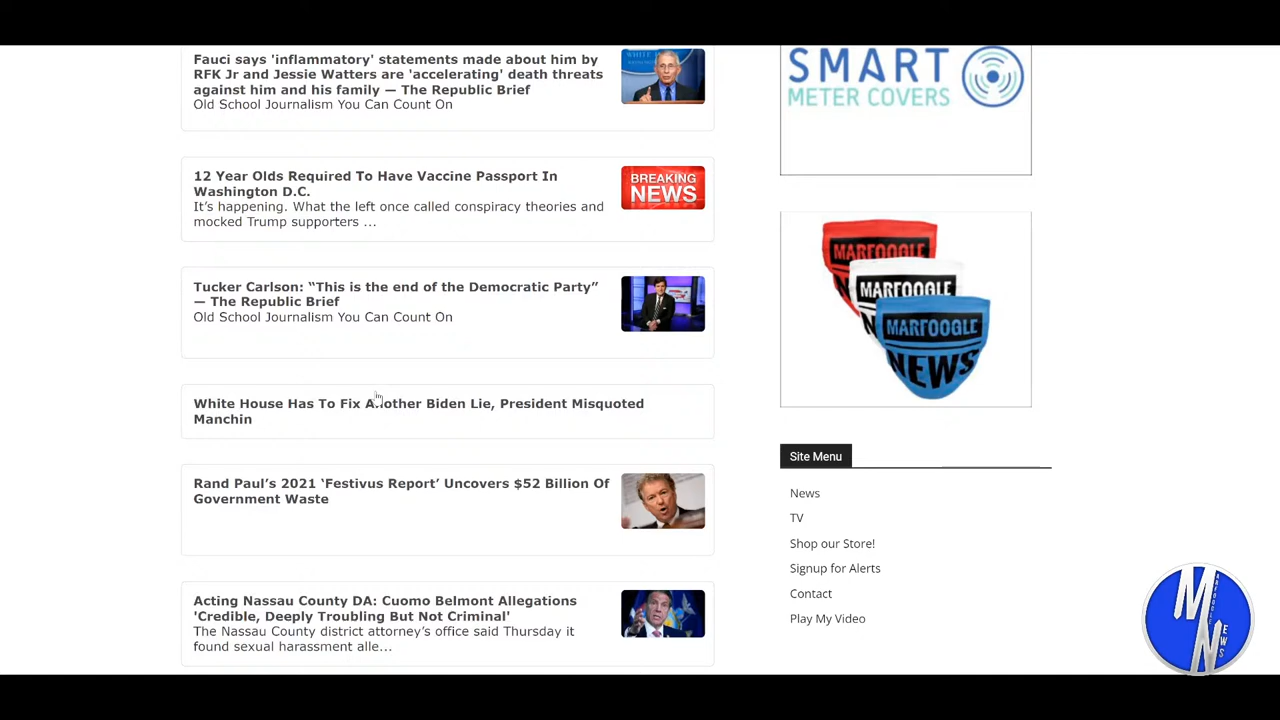 Fauci says 'inflammatory' statements made about him by
RFK Jr and Jessie Watters are 'accelerating' death threats
against him and his family — The Republic Brief
Old School Journalism You Can Count On
12 Year Olds Required To Have Vaccine Passport In
Washington D.C.
It’s happening. What the left once called conspiracy theories and
mocked Trump supporters ...
BREAKING
NEWS
Tucker Carlson: “This is the end of the Democratic Party”
— The Republic Brief
Old School Journalism You Can Count On
White House Has To Fix Another Biden Lie, President Misquoted
Manchin
Rand Paul’s 2021 ‘Festivus Report’ Uncovers $52 Billion Of
Government Waste
Acting Nassau County DA: Cuomo Belmont Allegations
'Credible, Deeply Troubling But Not Criminal'
The Nassau County district attorney’s office said Thursday it
found sexual harassment alle...
SMART
METER COVERS
MARFOOGLE
MARFOOGLE
MARFOOGLE
NEWS
Site Menu
News
TV
Shop our Store!
Signup for Alerts
Contact
Play My Video
MARFOOGLE
NEWS